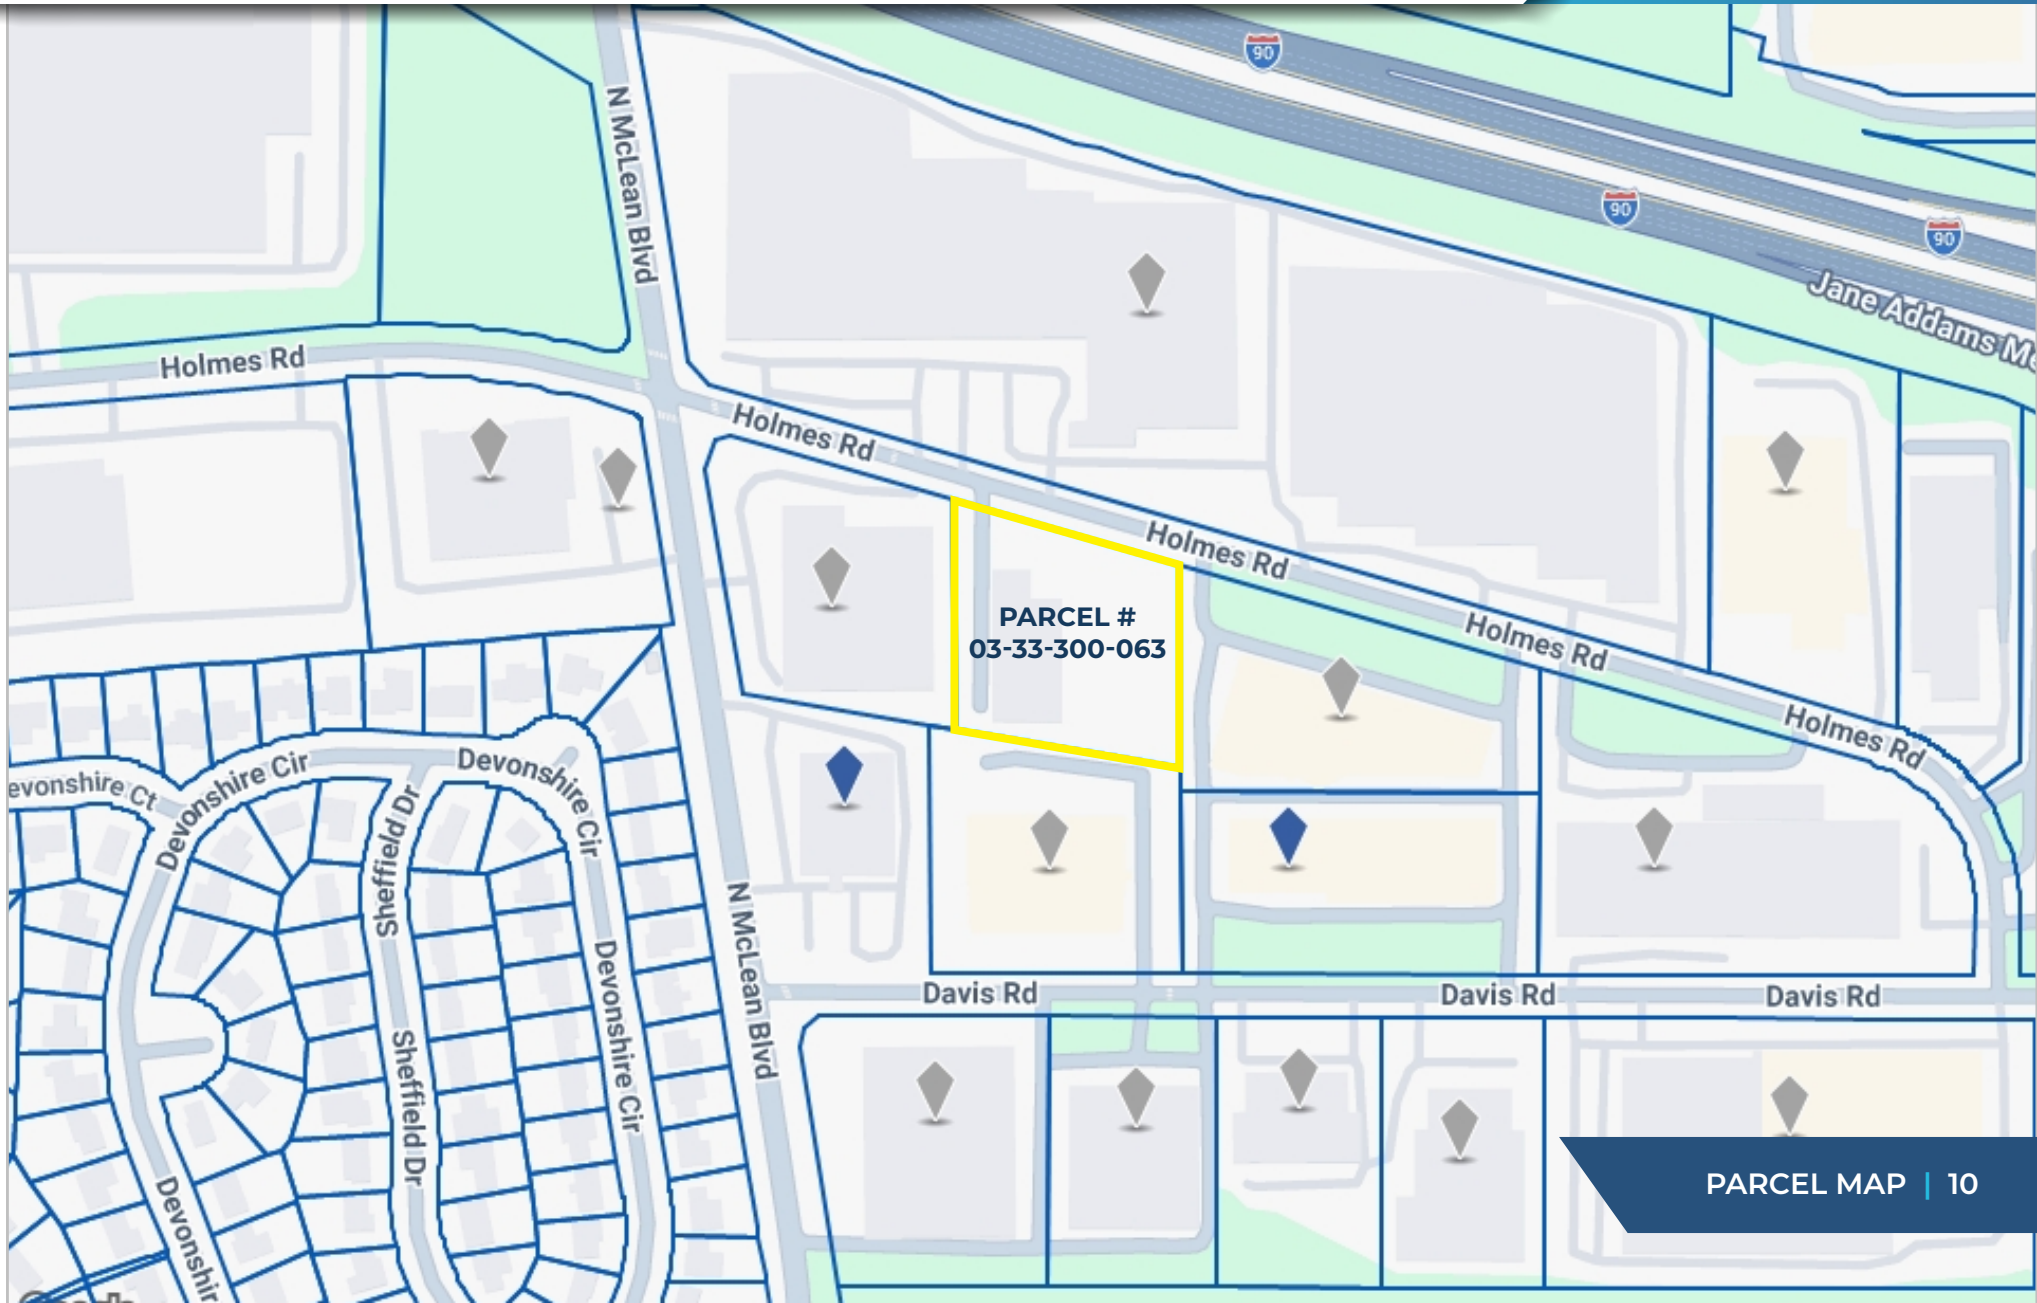 90
90
90
N McLean Blvd
Jane Addams Me
Holmes Rd
Holmes Rd
Holmes Rd
Holmes Rd
Holmes Rd
PARCEL #
03-33-300-063
Devonshire Cir
Devonshire Cir
evonshire Ct
Sheffield Dr
N McLean Blvd
Devonshire Cir
Davis Rd
Davis Rd
Davis Rd
Sheffield Dr
Devonshir
PARCEL MAP | 10